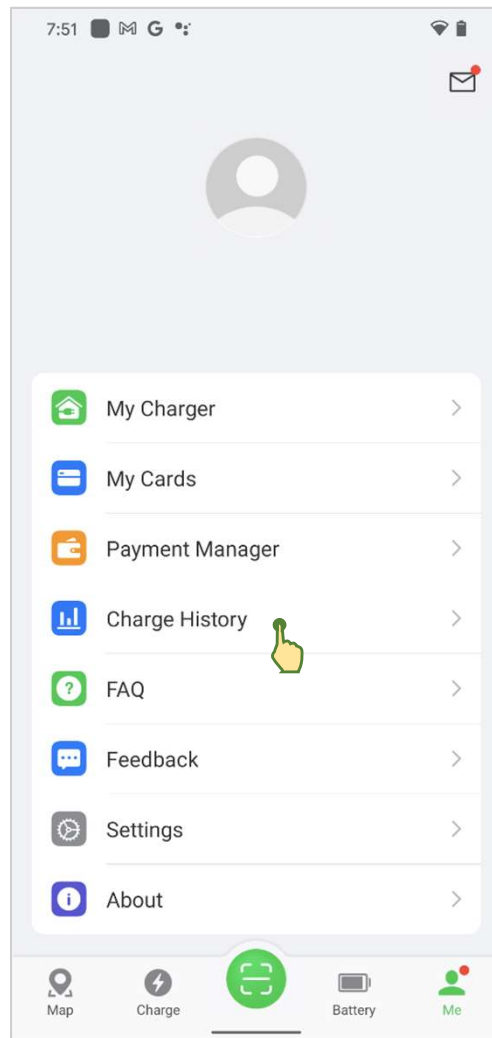 7:51
My Charger
My Cards
Payment Manager
Charge History
FAQ
Feedback
Settings
About
Map Charge Battery Me